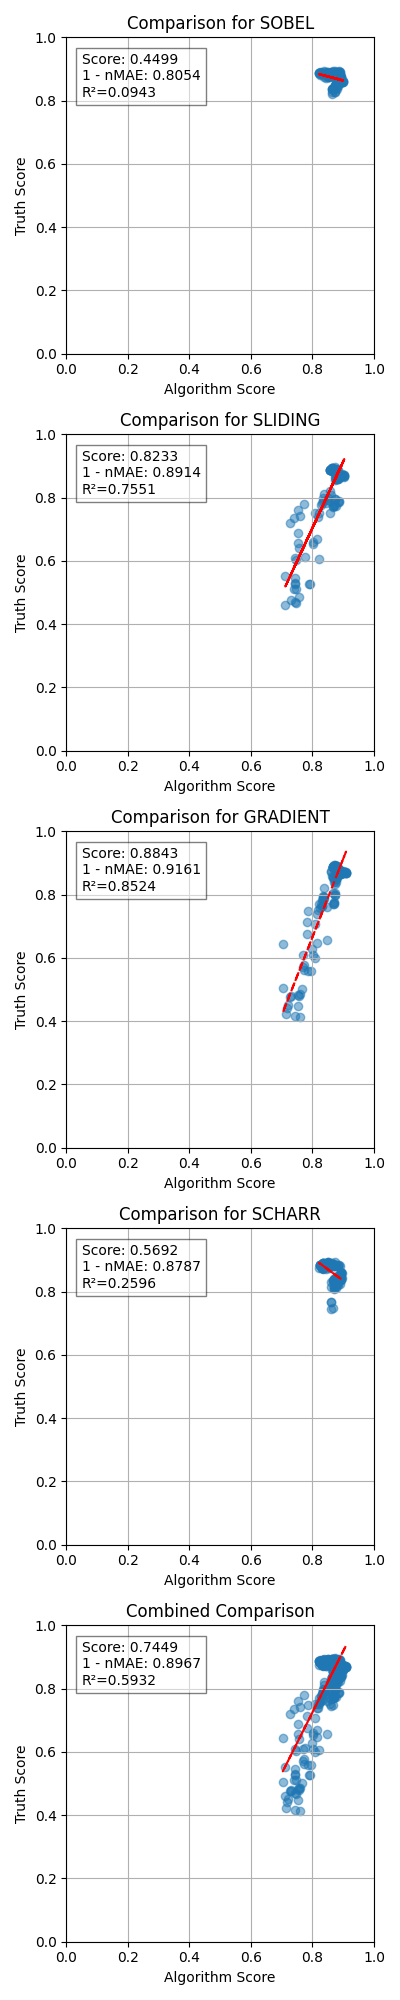 Comparison for SOBEL
1.0
Score: 0.4499
1 - nMAE: 0.8054
R²=0.0943
0.8
0.6
Truth Score
0.4
0.2
0.0
0.0 0.2 0.4 0.6 0.8 1.0
Algorithm Score
Comparison for SLIDING
1.0
Score: 0.8233
1 - nMAE: 0.8914
R²=0.7551
0.8
0.6
Truth Score
0.4
0.2
0.0
0.0 0.2 0.4 0.6 0.8 1.0
Algorithm Score
Comparison for GRADIENT
1.0
Score: 0.8843
1 - nMAE: 0.9161
R²=0.8524
0.8
0.6
Truth Score
0.4
0.2
0.0
0.0 0.2 0.4 0.6 0.8 1.0
Algorithm Score
Comparison for SCHARR
1.0
Score: 0.5692
1 - nMAE: 0.8787
R²=0.2596
0.8
0.6
Truth Score
0.4
0.2
0.0
0.0 0.2 0.4 0.6 0.8 1.0
Algorithm Score
Combined Comparison
1.0
Score: 0.7449
1 - nMAE: 0.8967
R²=0.5932
0.8
0.6
Truth Score
0.4
0.2
0.0
0.0 0.2 0.4 0.6 0.8 1.0
Algorithm Score